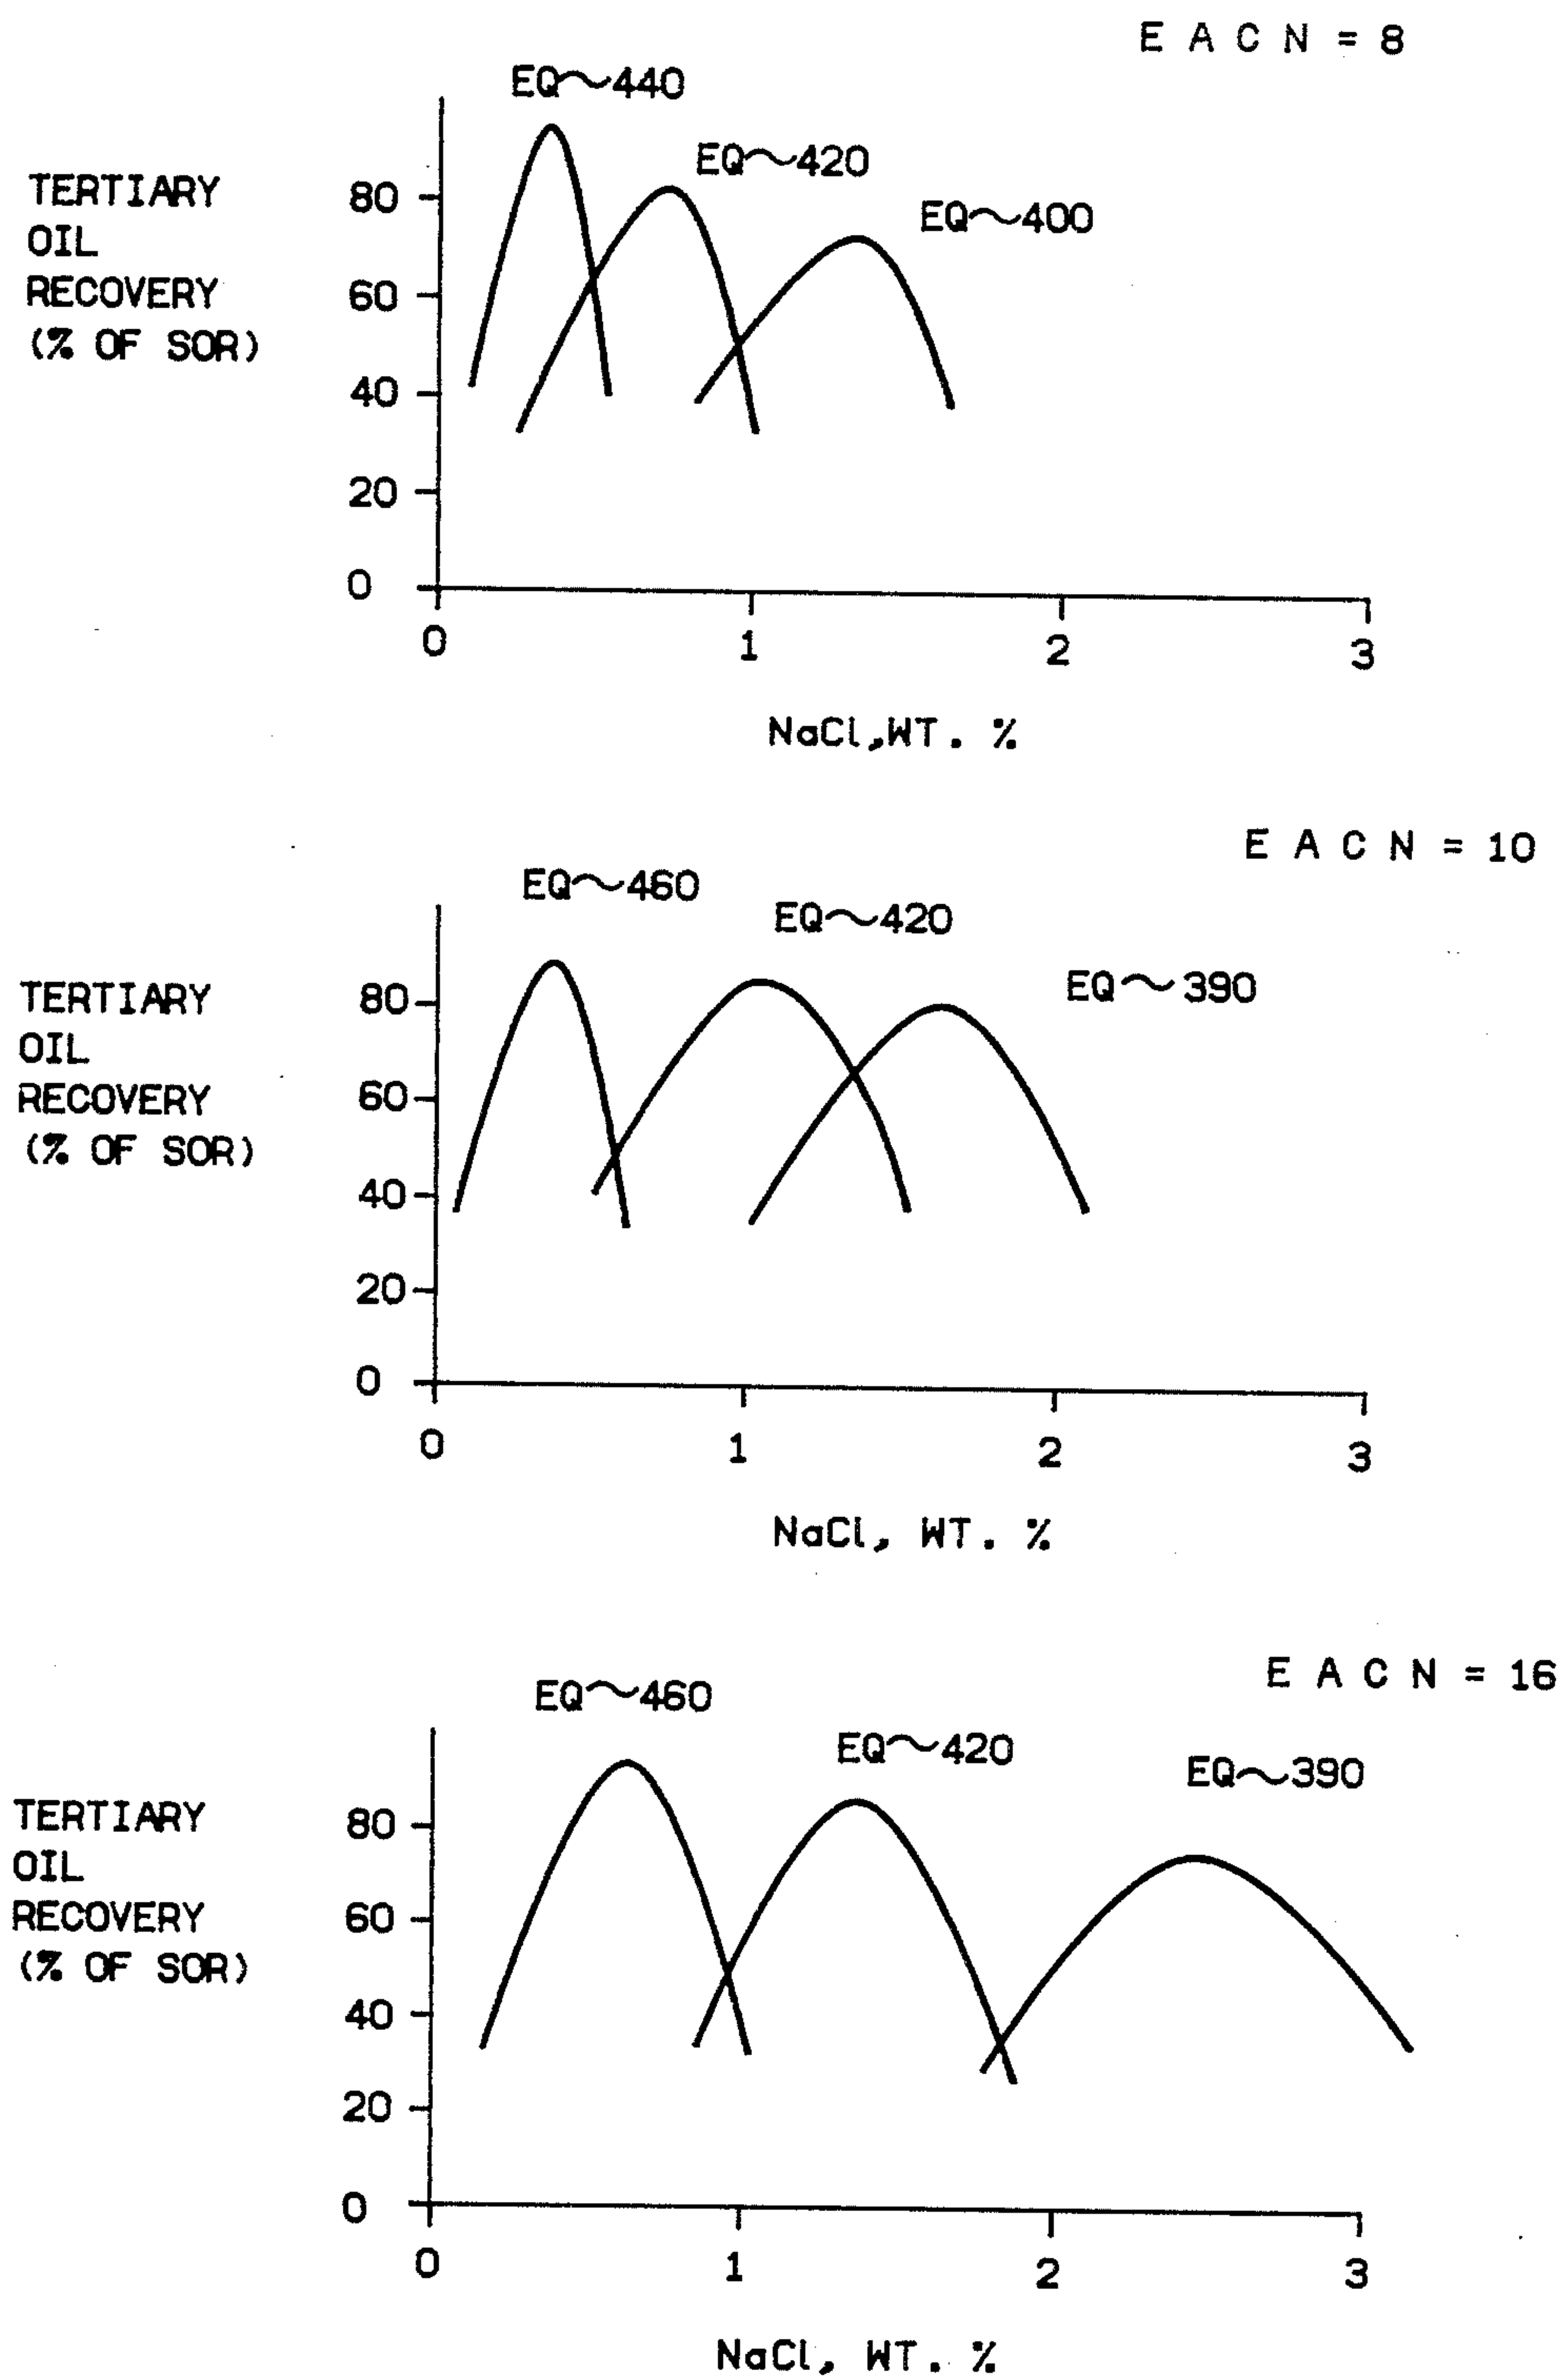 E A C N = 8
EQ~440
EQ~420
EQ~400
TERTIARY
OIL
RECOVERY
(% OF SOR)
80
60
40
20
0
0 1 2 3
NaCl,WT. %
E A C N = 10
EQ~460
EQ~420
EQ~390
TERTIARY
OIL
RECOVERY
(% OF SOR)
80
60
40
20
0
0 1 2 3
NaCl, WT. %
E A C N = 16
EQ~460
EQ~420
EQ~390
TERTIARY
OIL
RECOVERY
(% OF SOR)
80
60
40
20
0
0 1 2 3
NaCl, WT. %